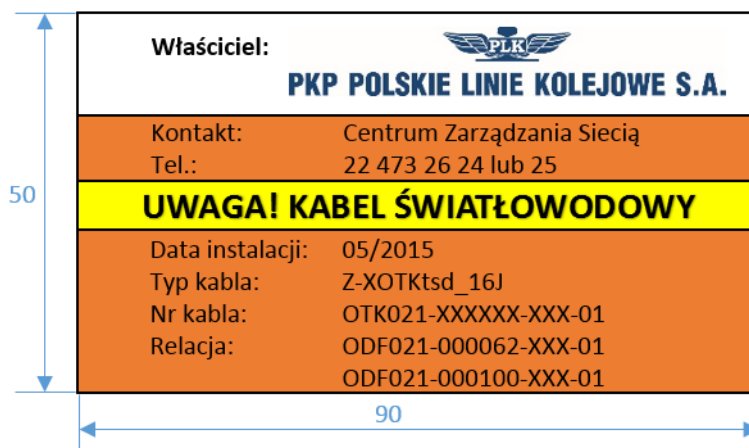 Właściciel:
PLK
PKP POLSKIE LINIE KOLEJOWE S.A.
Kontakt: Centrum Zarządzania Siecią
Tel.: 22 473 26 24 lub 25
50
UWAGA! KABEL ŚWIATŁOWODOWY
Data instalacji: 05/2015
Typ kabla: Z-XOTKtsd_16J
Nr kabla: OTK021-XXXXXX-XXX-01
Relacja: ODF021-000062-XXX-01
ODF021-000100-XXX-01
90